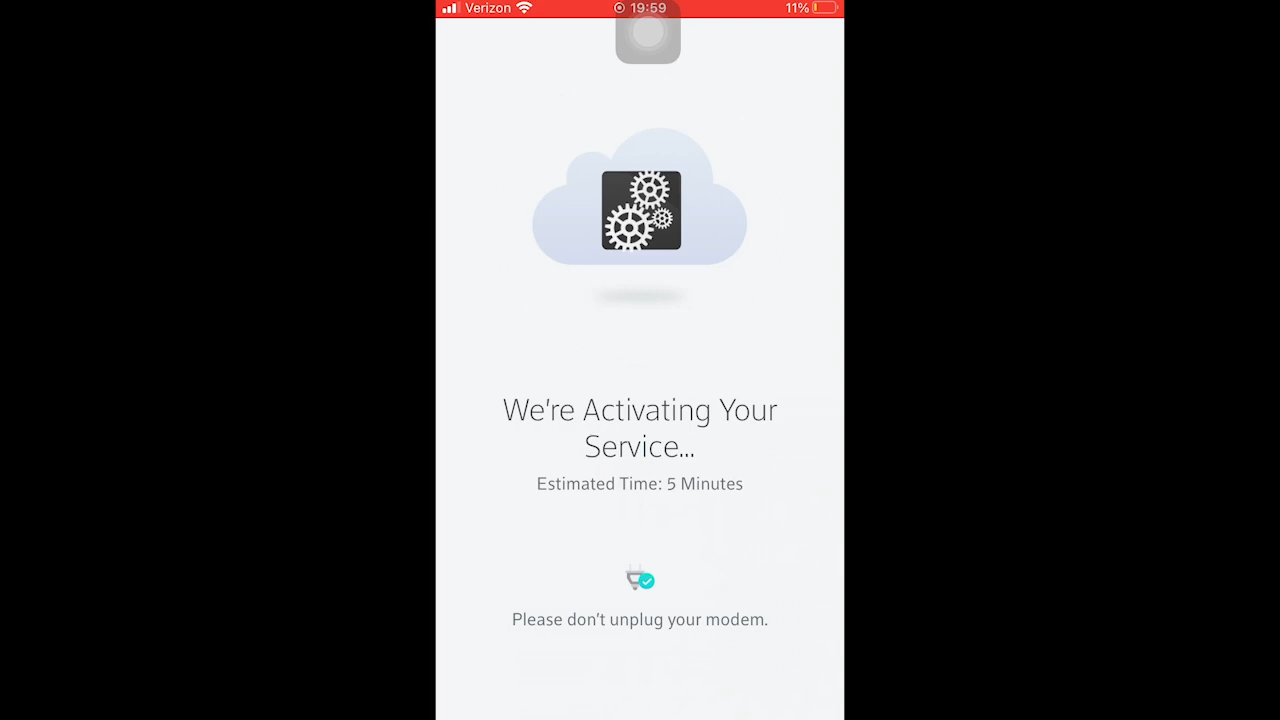 Verizon 19:59 11%
We're Activating Your
Service...
Estimated Time: 5 Minutes
Please don't unplug your modem.